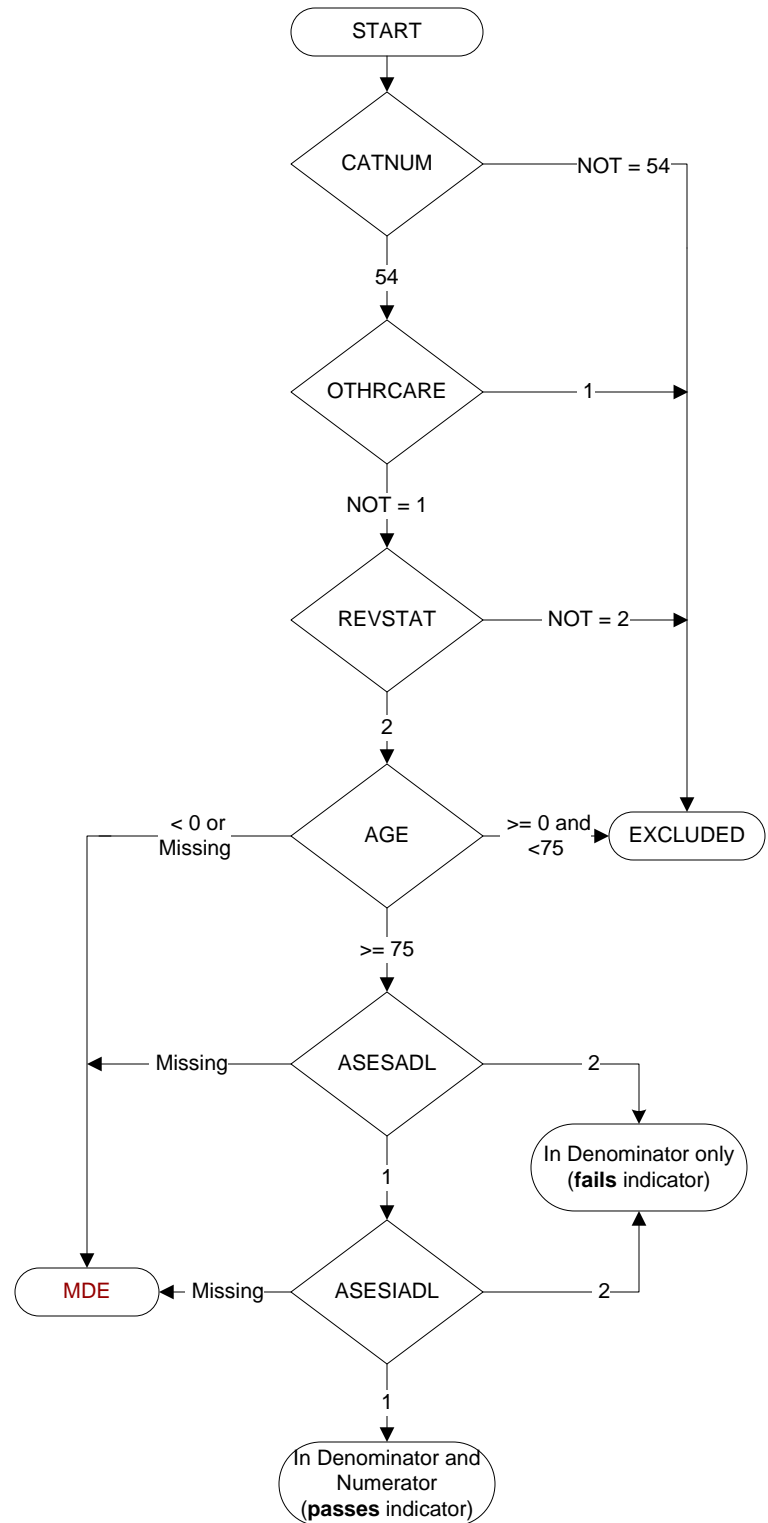 START
CATNUM
NOT = 54
54
OTHRCARE
1
NOT = 1
REVSTAT
NOT = 2
2
< 0 or
Missing
AGE
>= 0 and
<75
EXCLUDED
>= 75
Missing
ASESADL
2
In Denominator only
(fails indicator)
1
MDE
Missing
ASESIADL
2
1
In Denominator and
Numerator
(passes indicator)